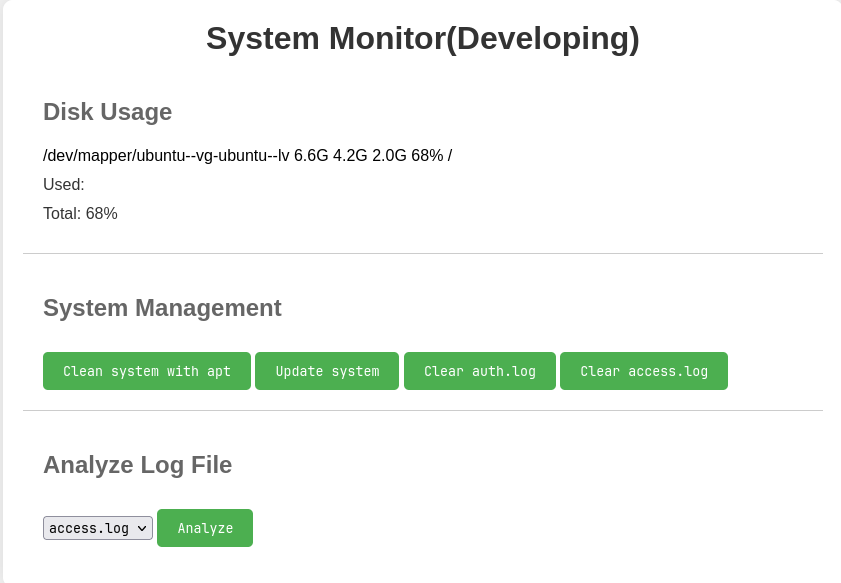 System Monitor(Developing)
Disk Usage
/dev/mapper/ubuntu--vg-ubuntu--lv 6.6G 4.2G 2.0G 68% /
Used:
Total: 68%
System Management
Clean system with apt Update system Clear auth.log Clear access.log
Analyze Log File
access.log Analyze